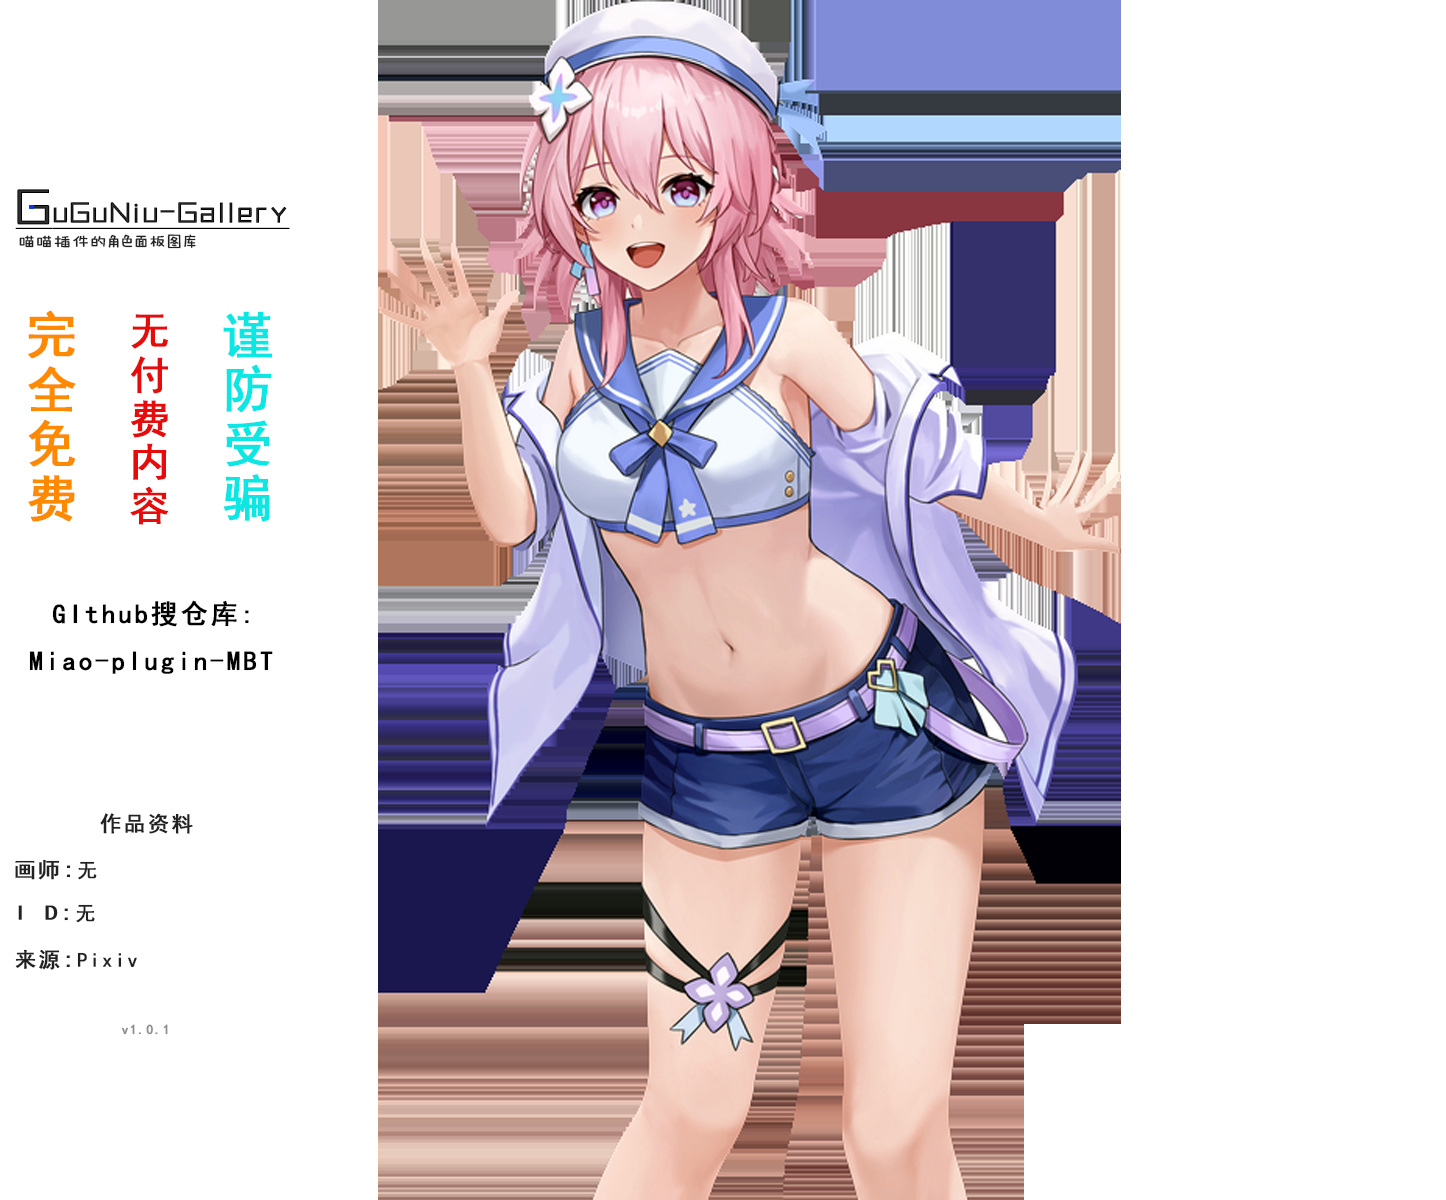 GuGuNiu-Gallery
喵喵插件的角色面板图库
完全免费
无付费内容
谨防受骗
GIthub搜仓库:
Miao-plugin-MBT
作品资料
画师:无
I D:无
来源:Pixiv
v1.0.1